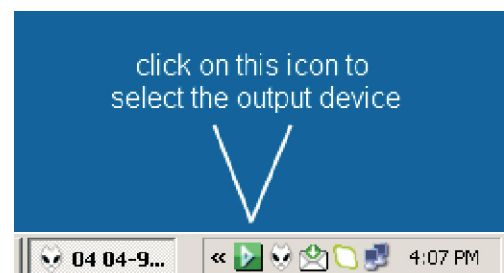 click on this icon to
select the output device
04 04-9... « 4:07 PM